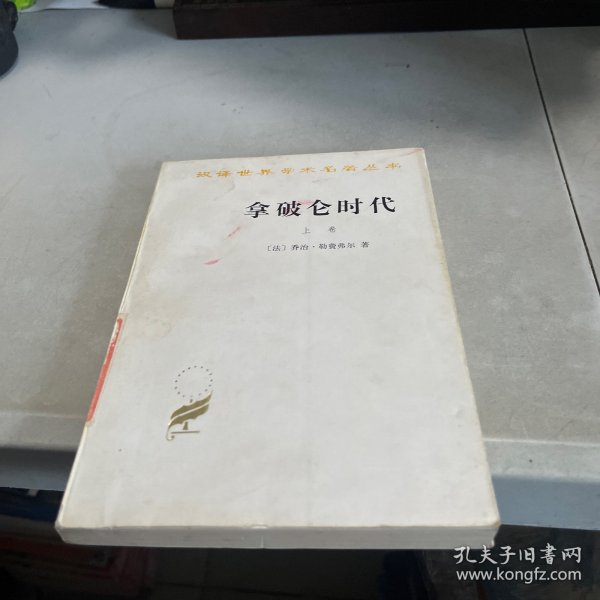 汉译世界学术名著丛书
拿破仑时代
上卷
〔法〕乔治·勒费弗尔 著
孔夫子旧书网
www.kongfz.com